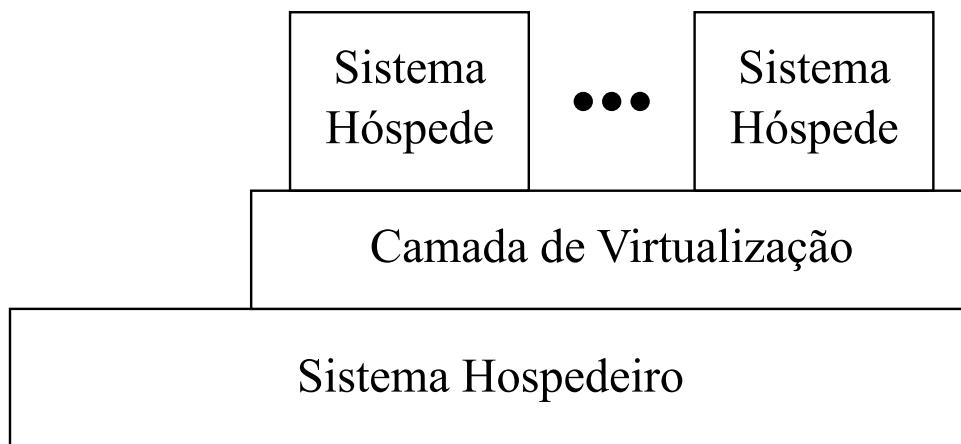 Sistema
Hóspede
Sistema
Hóspede
Camada de Virtualização
Sistema Hospedeiro